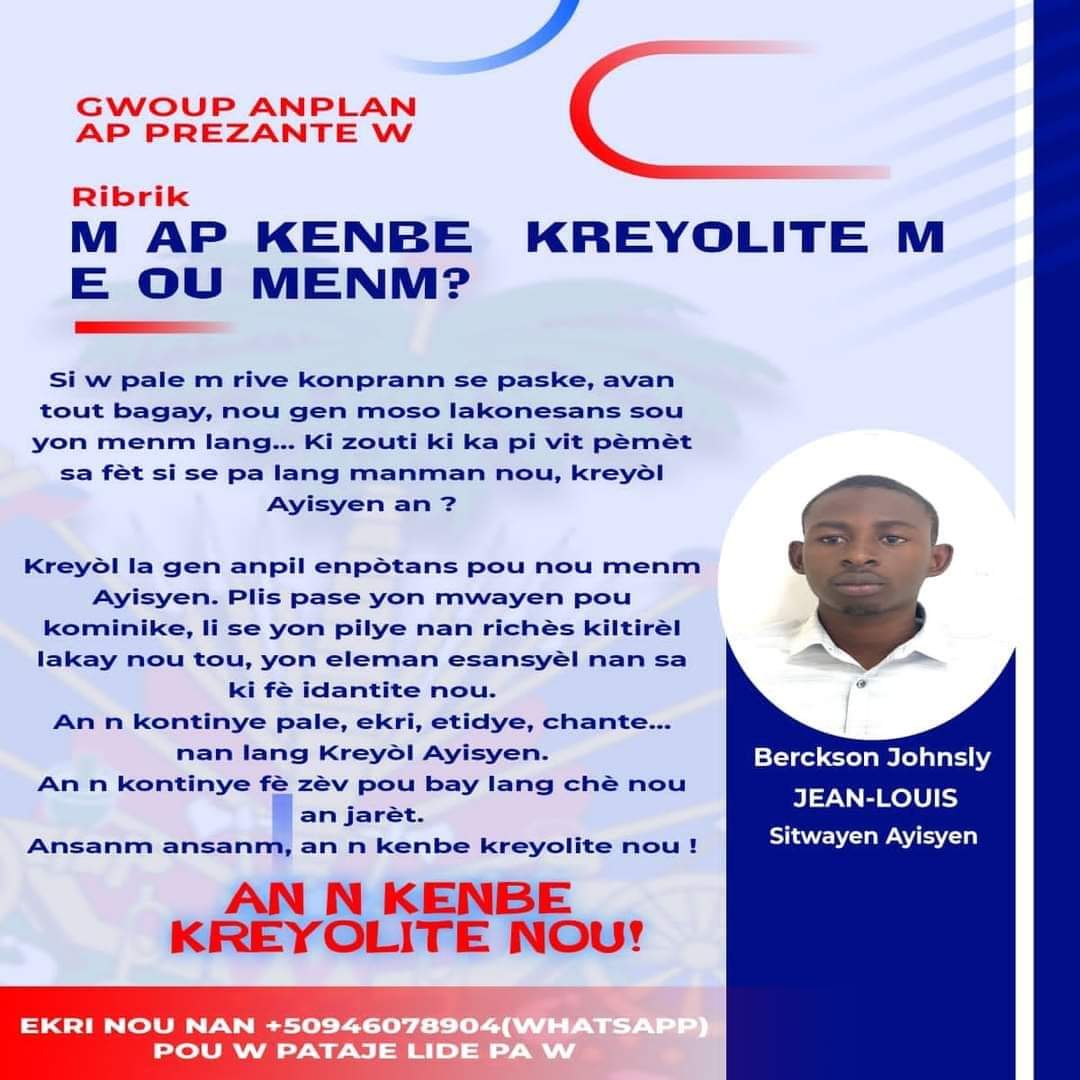 GWOUP ANPLAN
AP PREZANTE W
Ribrik
M AP KENBE KREYOLITE M
E OU MENM?
Si w pale m rive konprann se paske, avan
tout bagay, nou gen moso lakonesans sou
yon menm lang... Ki zouti ki ka pi vit pèmèt
sa fèt si se pa lang manman nou, kreyòl
Ayisyen an ?
Kreyòl la gen anpil enpòtans pou nou menm
Ayisyen. Plis pase yon mwayen pou
kominike, li se yon pilye nan richès kiltirèl
lakay nou tou, yon eleman esansyèl nan sa
ki fè idantite nou.
An n kontinye pale, ekri, etidye, chante...
nan lang Kreyòl Ayisyen.
An n kontinye fè zèv pou bay lang chè nou
an jarèt.
Ansanm ansanm, an n kenbe kreyolite nou !
AN N KENBE
KREYOLITE NOU!
Berckson Johnsly
JEAN-LOUIS
Sitwayen Ayisyen
EKRI NOU NAN +50946078904(WHATSAPP)
POU W PATAJE LIDE PA W